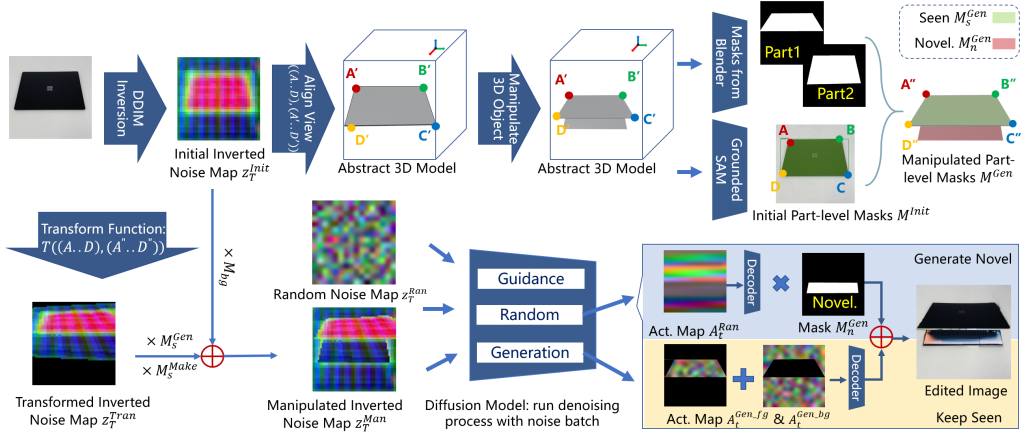 DDIM
Inversion
Initial Inverted
Noise Map z_T^{Init}
Align View
((A..D),(A'..D'))
A'
B'
C'
D'
Abstract 3D Model
Manipulate
3D Object
A'
B'
C'
D'
Abstract 3D Model
Masks from
Blender
Part1
Part2
Grounded
SAM
A
B
C
D
Initial Part-level Masks M^{Init}
Seen M_s^{Gen}
Novel. M_n^{Gen}
A"
B"
C"
D"
Manipulated Part-
level Masks M^{Gen}
Transform Function:
T((A..D),(A"..D"))
× M_{bg}
Transformed Inverted
Noise Map z_T^{Tran}
× M_s^{Gen}
× M_s^{Make}
Random Noise Map z_T^{Ran}
Manipulated Inverted
Noise Map z_T^{Man}
Guidance
Random
Generation
Diffusion Model: run denoising
process with noise batch
Act. Map A_t^{Ran}
Decoder
Novel.
Mask M_n^{Gen}
Generate Novel
Act. Map A_t^{Gen_fg} & A_t^{Gen_bg}
Decoder
Edited Image
Keep Seen